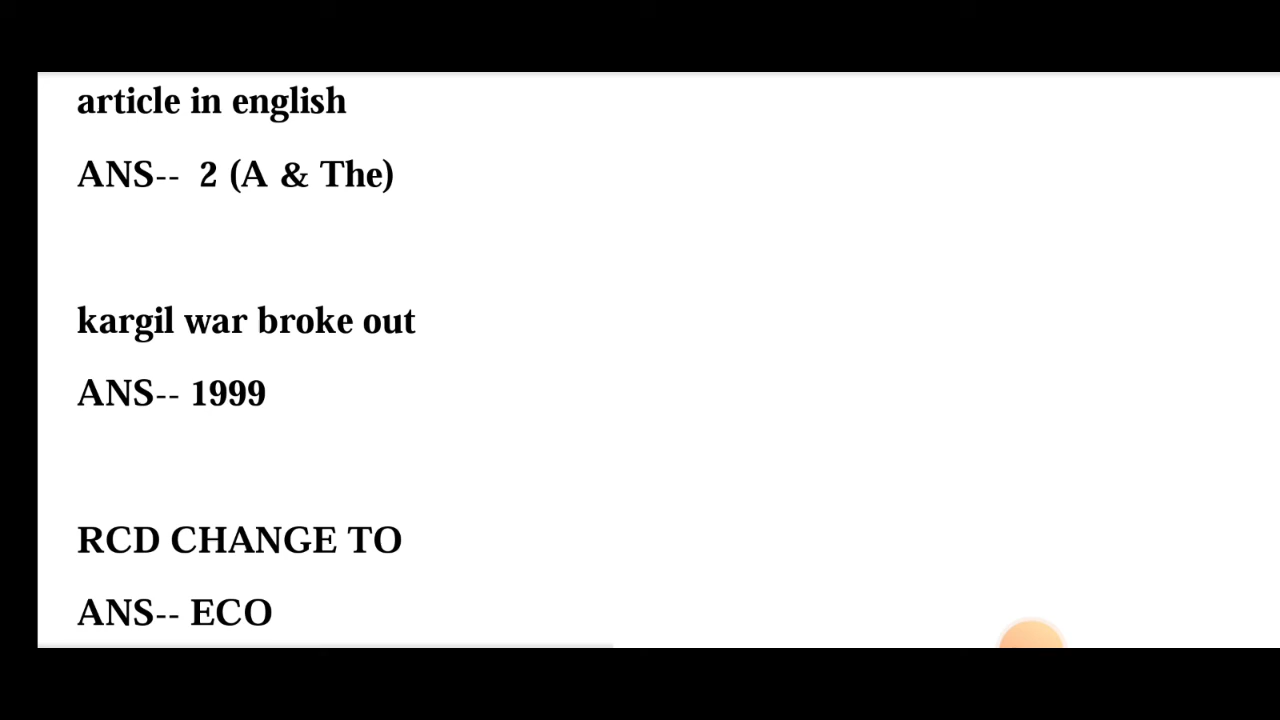 article in english
ANS-- 2 (A & The)
kargil war broke out
ANS-- 1999
RCD CHANGE TO
ANS-- ECO